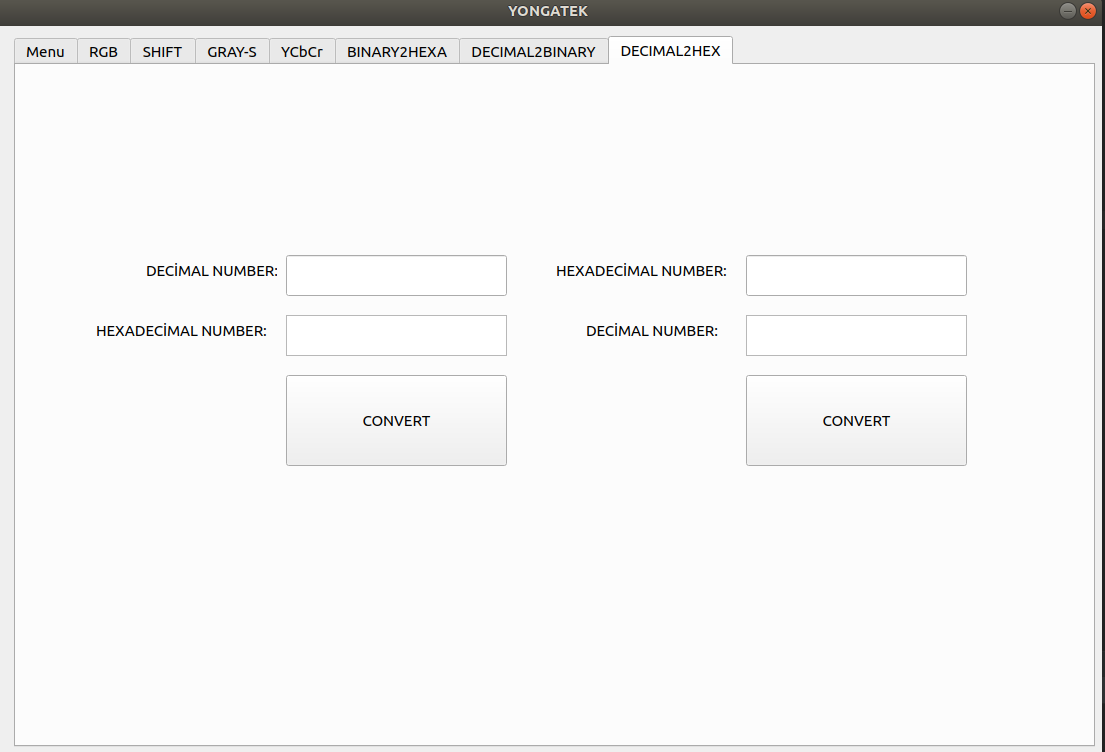 YONGATEK
Menu RGB SHIFT GRAY-S YCbCr BINARY2HEXA DECIMAL2BINARY DECIMAL2HEX
DECİMAL NUMBER: HEXADECİMAL NUMBER:
HEXADECİMAL NUMBER: DECİMAL NUMBER:
CONVERT CONVERT